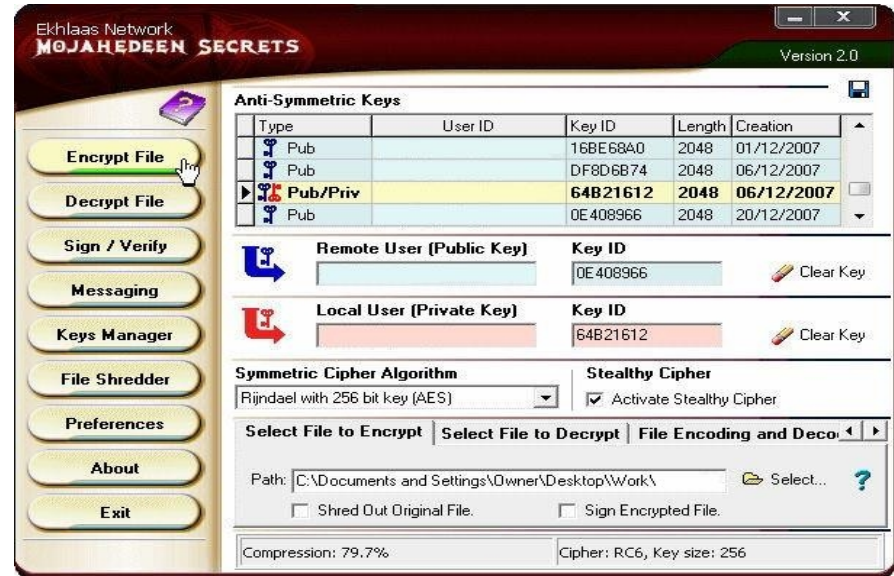 Ekhlaas Network
MOJAHEDEEN SECRETS
Version 2.0
Anti-Symmetric Keys
Type User ID Key ID Length Creation
Pub 16BE68A0 2048 01/12/2007
Pub DF8D6B74 2048 06/12/2007
Pub/Priv 64B21612 2048 06/12/2007
Pub 0E408966 2048 20/12/2007
Encrypt File
Decrypt File
Sign / Verify
Messaging
Keys Manager
File Shredder
Preferences
About
Exit
Remote User (Public Key) Key ID
0E408966 Clear Key
Local User (Private Key) Key ID
64B21612 Clear Key
Symmetric Cipher Algorithm Stealthy Cipher
Rijndael with 256 bit key (AES) Activate Stealthy Cipher
Select File to Encrypt Select File to Decrypt File Encoding and Deco
Path: C:\Documents and Settings\Owner\Desktop\Work\ Select... ?
Shred Out Original File. Sign Encrypted File.
Compression: 79.7% Cipher: RC6, Key size: 256